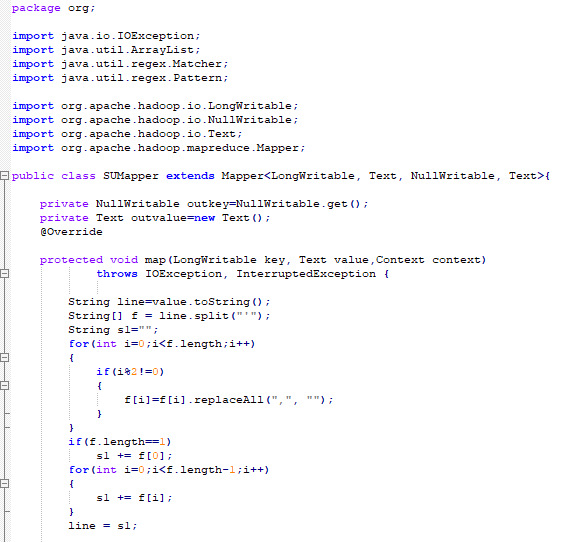 package org;
import java.io.IOException;
import java.util.ArrayList;
import java.util.regex.Matcher;
import java.util.regex.Pattern;
import org.apache.hadoop.io.LongWritable;
import org.apache.hadoop.io.NullWritable;
import org.apache.hadoop.io.Text;
import org.apache.hadoop.mapreduce.Mapper;
public class SUMapper extends Mapper<LongWritable, Text, NullWritable, Text>{
private NullWritable outkey=NullWritable.get();
private Text outvalue=new Text();
@Override
protected void map(LongWritable key, Text value,Context context)
throws IOException, InterruptedException {
String line=value.toString();
String[] f = line.split("'");
String sl="";
for(int i=0;i<f.length;i++)
{
if(i%2!=0)
{
f[i]=f[i].replaceAll(",", "");
}
}
if(f.length==1)
sl += f[0];
for(int i=0;i<f.length-1;i++)
{
sl += f[i];
}
line = sl;